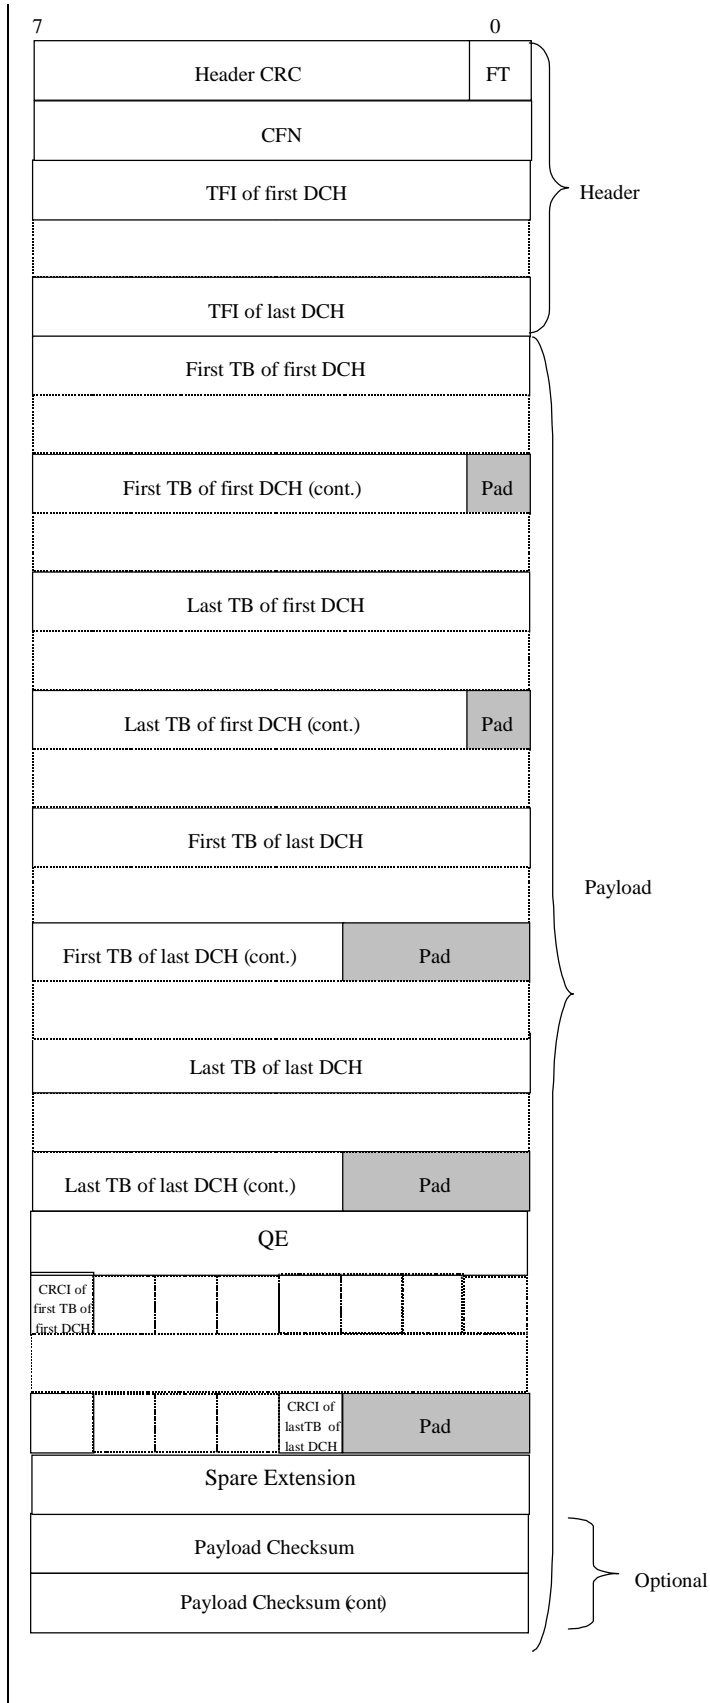 7 0
Header CRC FT
CFN
TFI of first DCH
Header
TFI of last DCH
First TB of first DCH
First TB of first DCH (cont.) Pad
Last TB of first DCH
Last TB of first DCH (cont.) Pad
First TB of last DCH
Payload
First TB of last DCH (cont.) Pad
Last TB of last DCH
Last TB of last DCH (cont.) Pad
QE
CRCI of
first TB of
first DCH
CRCI of
lastTB of
last DCH
Pad
Spare Extension
Payload Checksum
Optional
Payload Checksum (cont)